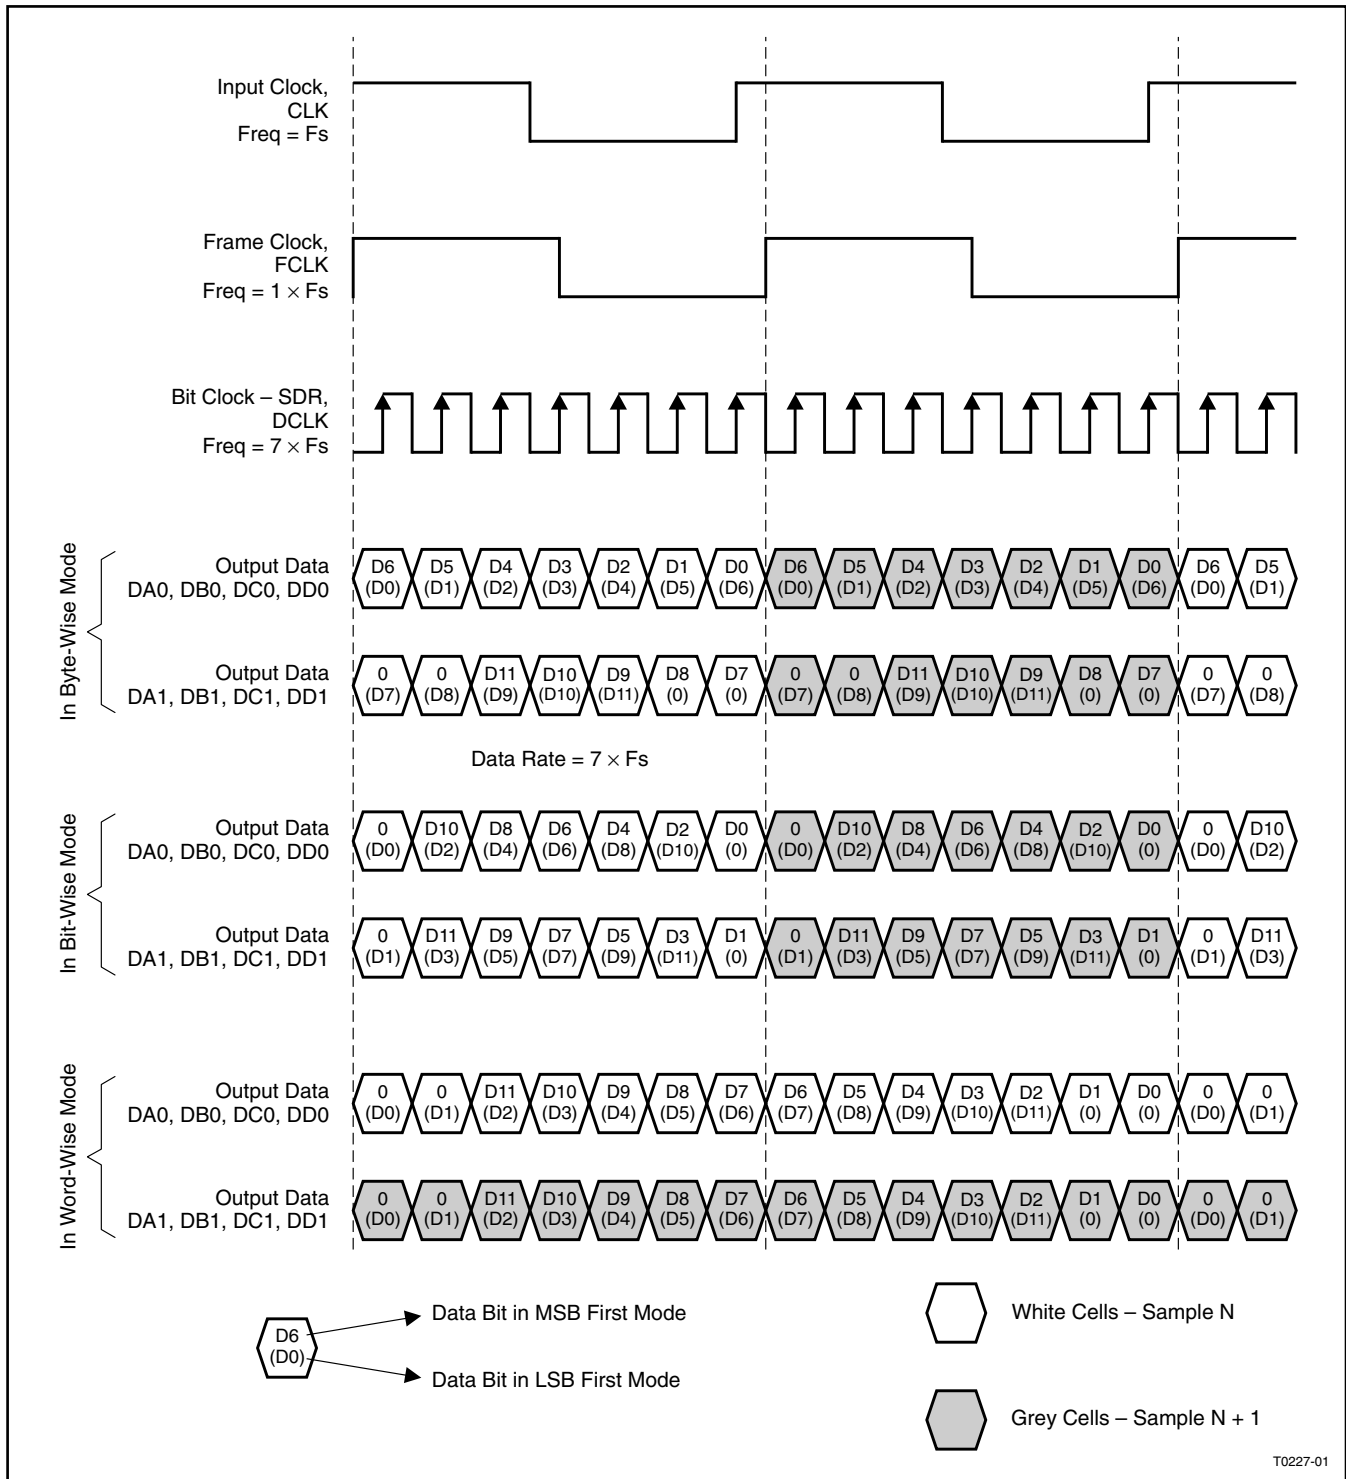 Input Clock,
CLK
Freq = Fs
Frame Clock,
FCLK
Freq = 1 × Fs
Bit Clock – SDR,
DCLK
Freq = 7 × Fs
In Byte-Wise Mode
Output Data
DA0, DB0, DC0, DD0
D6 D5 D4 D3 D2 D1 D0 D6 D5 D4 D3 D2 D1 D0 D6 D5
(D0) (D1) (D2) (D3) (D4) (D5) (D6) (D0) (D1) (D2) (D3) (D4) (D5) (D6) (D0) (D1)
Output Data
DA1, DB1, DC1, DD1
0 0 D11 D10 D9 D8 D7 0 0 D11 D10 D9 D8 D7 0 0
(D7) (D8) (D9) (D10) (D11) (0) (0) (D7) (D8) (D9) (D10) (D11) (0) (0) (D7) (D8)
Data Rate = 7 × Fs
In Bit-Wise Mode
Output Data
DA0, DB0, DC0, DD0
0 D10 D8 D6 D4 D2 D0 0 D10 D8 D6 D4 D2 D0 0 D10
(D0) (D2) (D4) (D6) (D8) (D10) (0) (D0) (D2) (D4) (D6) (D8) (D10) (0) (D0) (D2)
Output Data
DA1, DB1, DC1, DD1
0 D11 D9 D7 D5 D3 D1 0 D11 D9 D7 D5 D3 D1 0 D11
(D1) (D3) (D5) (D7) (D9) (D11) (0) (D1) (D3) (D5) (D7) (D9) (D11) (0) (D1) (D3)
In Word-Wise Mode
Output Data
DA0, DB0, DC0, DD0
0 0 D11 D10 D9 D8 D7 D6 D5 D4 D3 D2 D1 D0 0 0
(D0) (D1) (D2) (D3) (D4) (D5) (D6) (D7) (D8) (D9) (D10) (D11) (0) (0) (D0) (D1)
Output Data
DA1, DB1, DC1, DD1
0 0 D11 D10 D9 D8 D7 D6 D5 D4 D3 D2 D1 D0 0 0
(D0) (D1) (D2) (D3) (D4) (D5) (D6) (D7) (D8) (D9) (D10) (D11) (0) (0) (D0) (D1)
D6
(D0)
Data Bit in MSB First Mode
Data Bit in LSB First Mode
White Cells – Sample N
Grey Cells – Sample N + 1
T0227-01